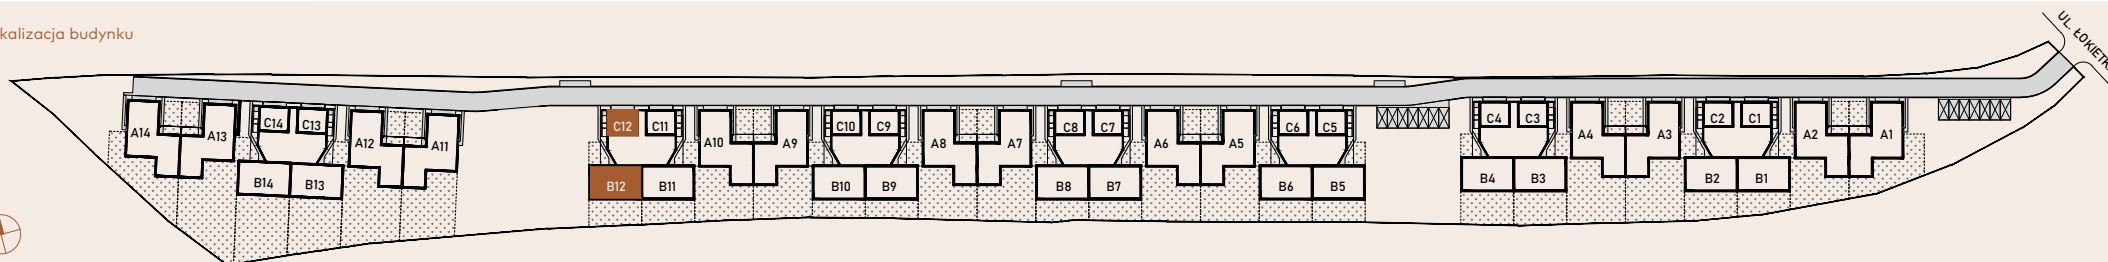 kalizacja budynku
UL. ŁOKIETK
A14
A13
C14
C13
A12
A11
B14
B13
C12
C11
B12
B11
A10
A9
C10
C9
B10
B9
A8
A7
C8
C7
B8
B7
A6
A5
C6
C5
B6
B5
C4
C3
B4
B3
A4
A3
C2
C1
B2
B1
A2
A1